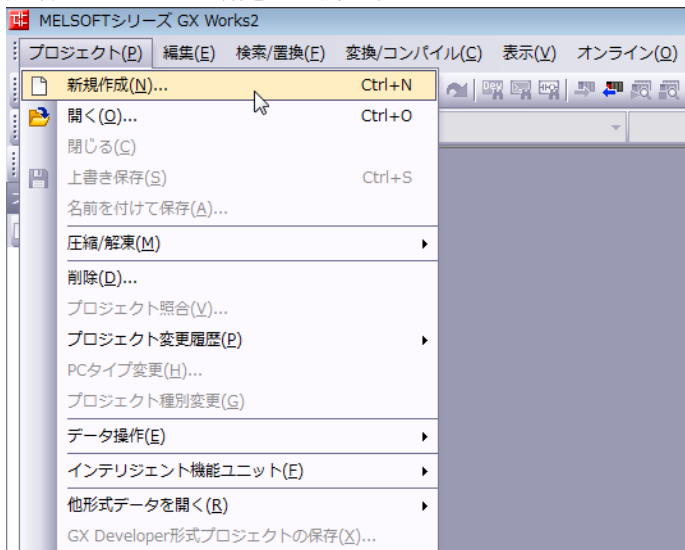 MELSOFTシリーズ GX Works2
プロジェクト(P) 編集(E) 検索/置換(F) 変換/コンパイル(C) 表示(V) オンライン(O)
新規作成(N)... Ctrl+N
開く(O)... Ctrl+O
閉じる(C)
上書き保存(S) Ctrl+S
名前を付けて保存(A)...
圧縮/解凍(M)
削除(D)...
プロジェクト照合(V)...
プロジェクト変更履歴(P)
PCタイプ変更(H)...
プロジェクト種別変更(G)
データ操作(E)
インテリジェント機能ユニット(F)
他形式データを開く(R)
GX Developer形式プロジェクトの保存(X)...